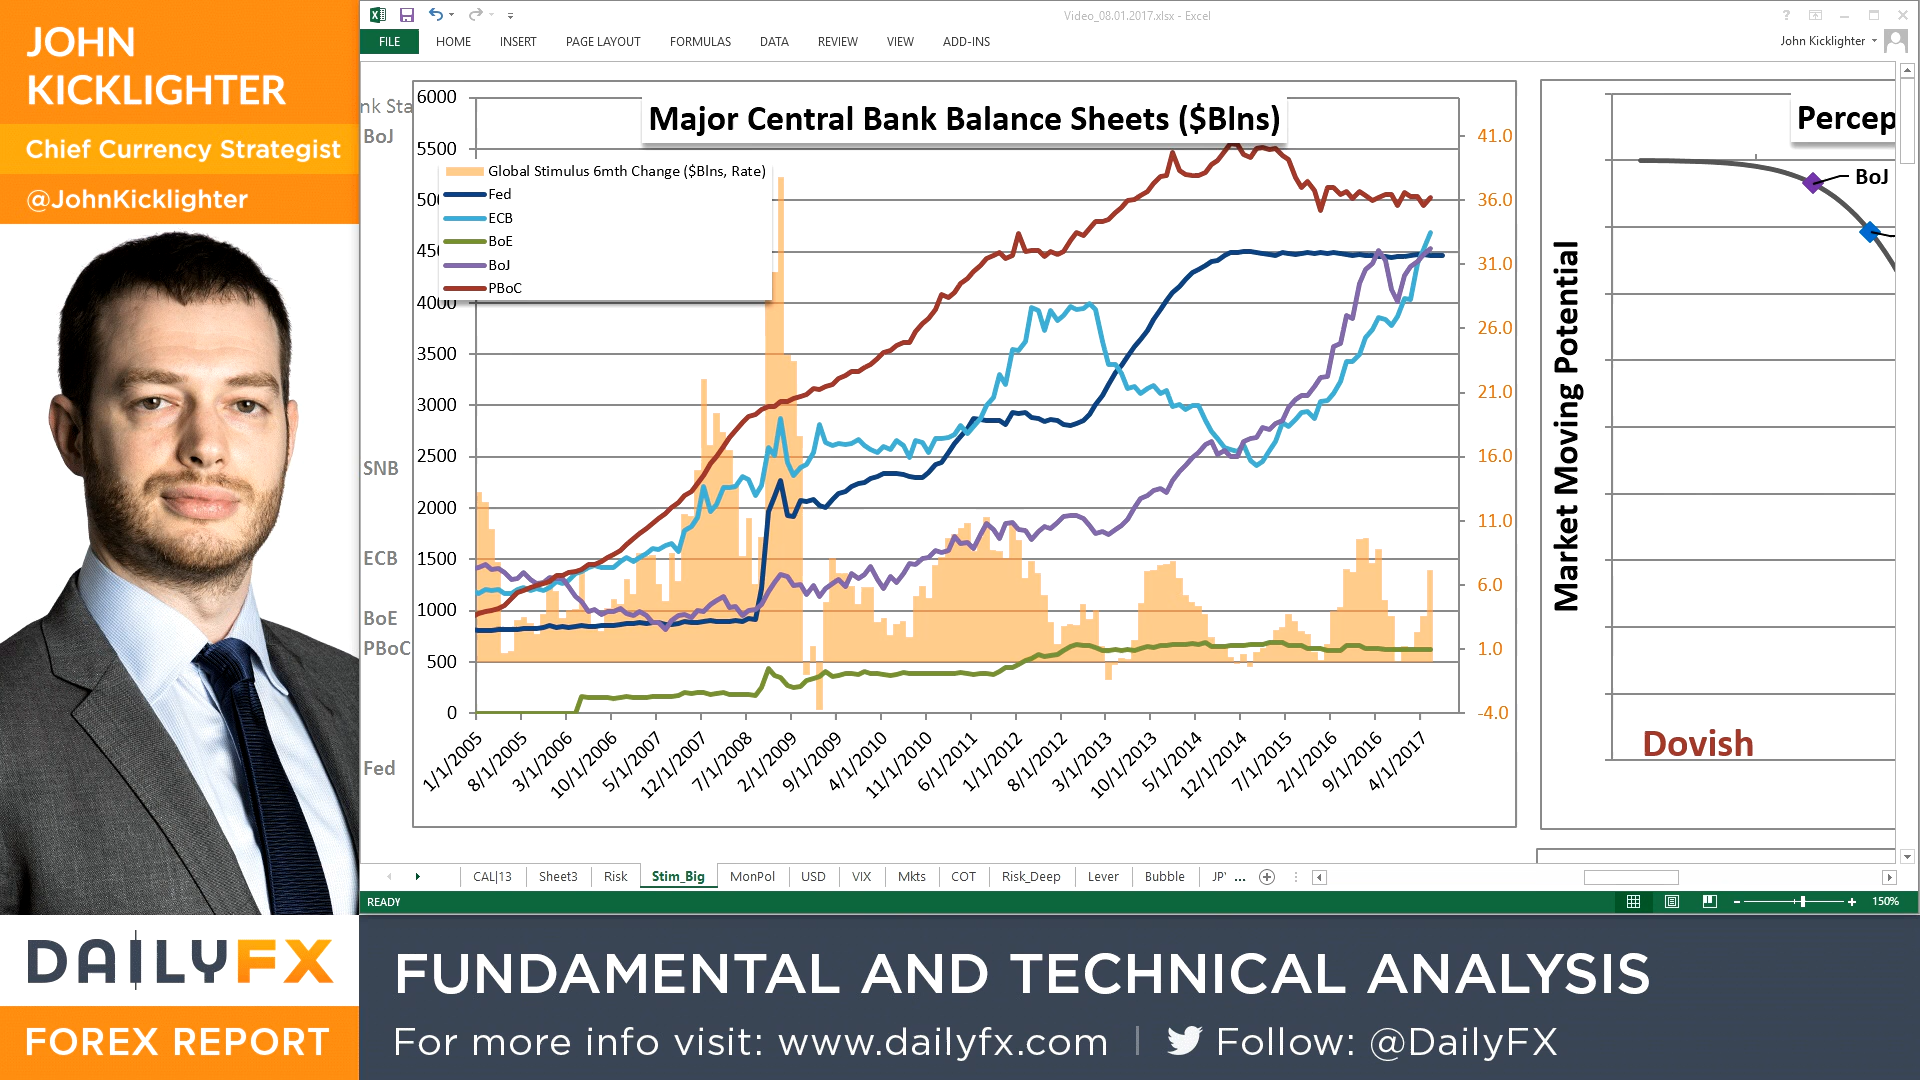 JOHN
KICKLIGHTER
Chief Currency Strategist
@JohnKicklighter
DAILYFX
FOREX REPORT
Video_08.01.2017.xlsx - Excel
FILE HOME INSERT PAGE LAYOUT FORMULAS DATA REVIEW VIEW ADD-INS
John Kicklighter
nk Sta
BoJ
SNB
ECB
BoE
PBoC
Fed
Major Central Bank Balance Sheets ($Blns)
Global Stimulus 6mth Change ($Blns, Rate)
Fed
ECB
BoE
BoJ
PBoC
6000
5500
500
450
4000
3500
3000
2500
2000
1500
1000
500
0
41.0
36.0
31.0
26.0
21.0
16.0
11.0
6.0
1.0
-4.0
1/1/2005
8/1/2005
3/1/2006
10/1/2006
5/1/2007
12/1/2007
7/1/2008
2/1/2009
9/1/2009
4/1/2010
11/1/2010
6/1/2011
1/1/2012
8/1/2012
3/1/2013
10/1/2013
5/1/2014
12/1/2014
7/1/2015
2/1/2016
9/1/2016
4/1/2017
Percep
BoJ
Market Moving Potential
Dovish
CAL|13 Sheet3 Risk Stim_Big MonPol USD VIX Mkts COT Risk_Deep Lever Bubble JP' ...
READY
150%
FUNDAMENTAL AND TECHNICAL ANALYSIS
For more info visit: www.dailyfx.com | Follow: @DailyFX